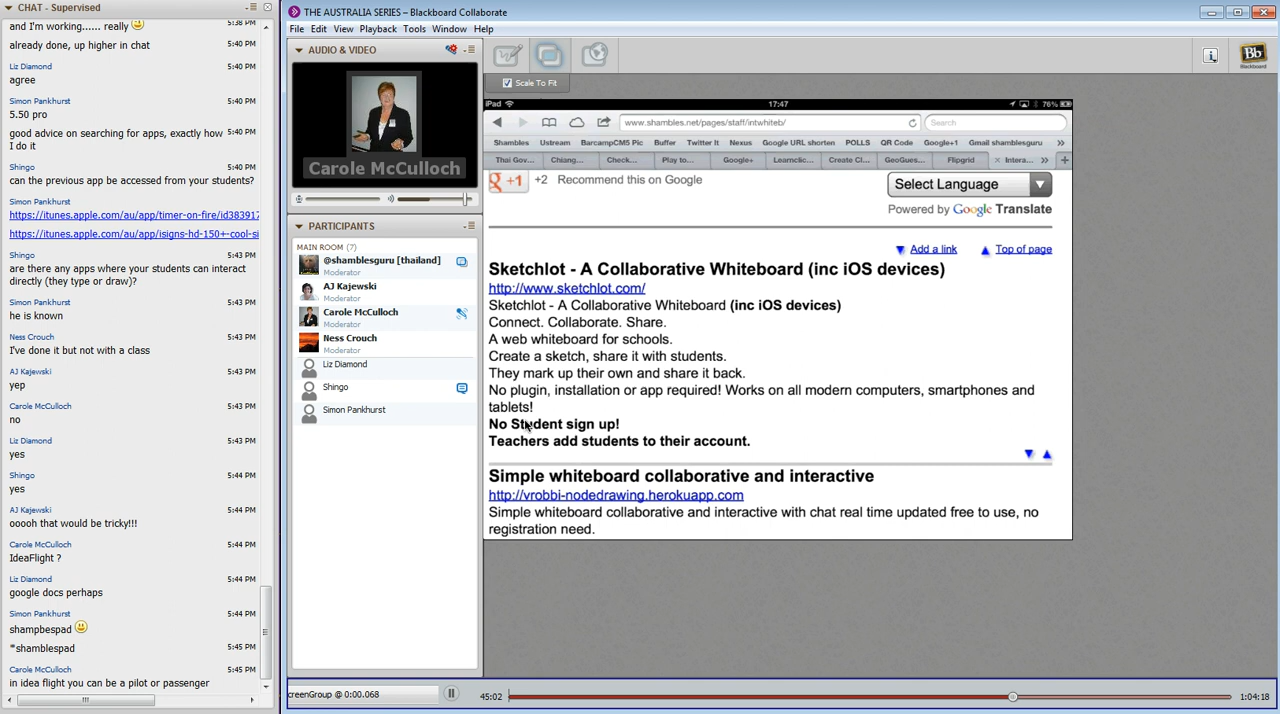 CHAT - Supervised
and I'm working...... really
5:38 PM
already done, up higher in chat
5:40 PM
Liz Diamond
5:40 PM
agree
Simon Pankhurst
5:40 PM
5.50 pro
good advice on searching for apps, exactly how
5:40 PM
I do it
Shingo
5:40 PM
can the previous app be accessed from your students?
Simon Pankhurst
https://itunes.apple.com/au/app/timer-on-fire/id383917
https://itunes.apple.com/au/app/isigns-hd-150+-cool-si
Shingo
are there any apps where your students can interact
directly (they type or draw)?
Simon Pankhurst
5:43 PM
he is known
Ness Crouch
5:43 PM
I've done it but not with a class
AJ Kajewski
5:43 PM
yep
Carole McCulloch
5:43 PM
no
Liz Diamond
5:43 PM
yes
Shingo
5:44 PM
yes
AJ Kajewski
5:44 PM
ooooh that would be tricky!!!
Carole McCulloch
5:44 PM
IdeaFlight ?
Liz Diamond
5:44 PM
google docs perhaps
Simon Pankhurst
5:44 PM
shampbespad
*shamblespad
5:45 PM
Carole McCulloch
5:45 PM
in idea flight you can be a pilot or passenger
THE AUSTRALIA SERIES – Blackboard Collaborate
File Edit View Playback Tools Window Help
AUDIO & VIDEO
Carole McCulloch
PARTICIPANTS
MAIN ROOM (7)
@shamblesguru [thailand]
Moderator
AJ Kajewski
Moderator
Carole McCulloch
Moderator
Ness Crouch
Moderator
Liz Diamond
Shingo
Simon Pankhurst
Bb
Blackboard
Scale To Fit
iPad
17:47
76%
www.shambles.net/pages/staff/intwhiteb/
Search
Shambles Ustream BarcampCM5 Pic Buffer Twitter It Nexus Google URL shorten POLLS QR Code Google+1 Gmail shamblesguru
Thai Gov... Chiang... Check... Play to... Google+ Learnclic... Create Cl... GeoGues... Flipgrid Intera...
g +1 +2 Recommend this on Google
Select Language
Powered by Google Translate
Add a link Top of page
Sketchlot - A Collaborative Whiteboard (inc iOS devices)
http://www.sketchlot.com/
Sketchlot - A Collaborative Whiteboard (inc iOS devices)
Connect. Collaborate. Share.
A web whiteboard for schools.
Create a sketch, share it with students.
They mark up their own and share it back.
No plugin, installation or app required! Works on all modern computers, smartphones and
tablets!
No Student sign up!
Teachers add students to their account.
Simple whiteboard collaborative and interactive
http://vrobbi-nodedrawing.herokuapp.com
Simple whiteboard collaborative and interactive with chat real time updated free to use, no
registration need.
creenGroup @ 0:00.068
45:02
1:04:18